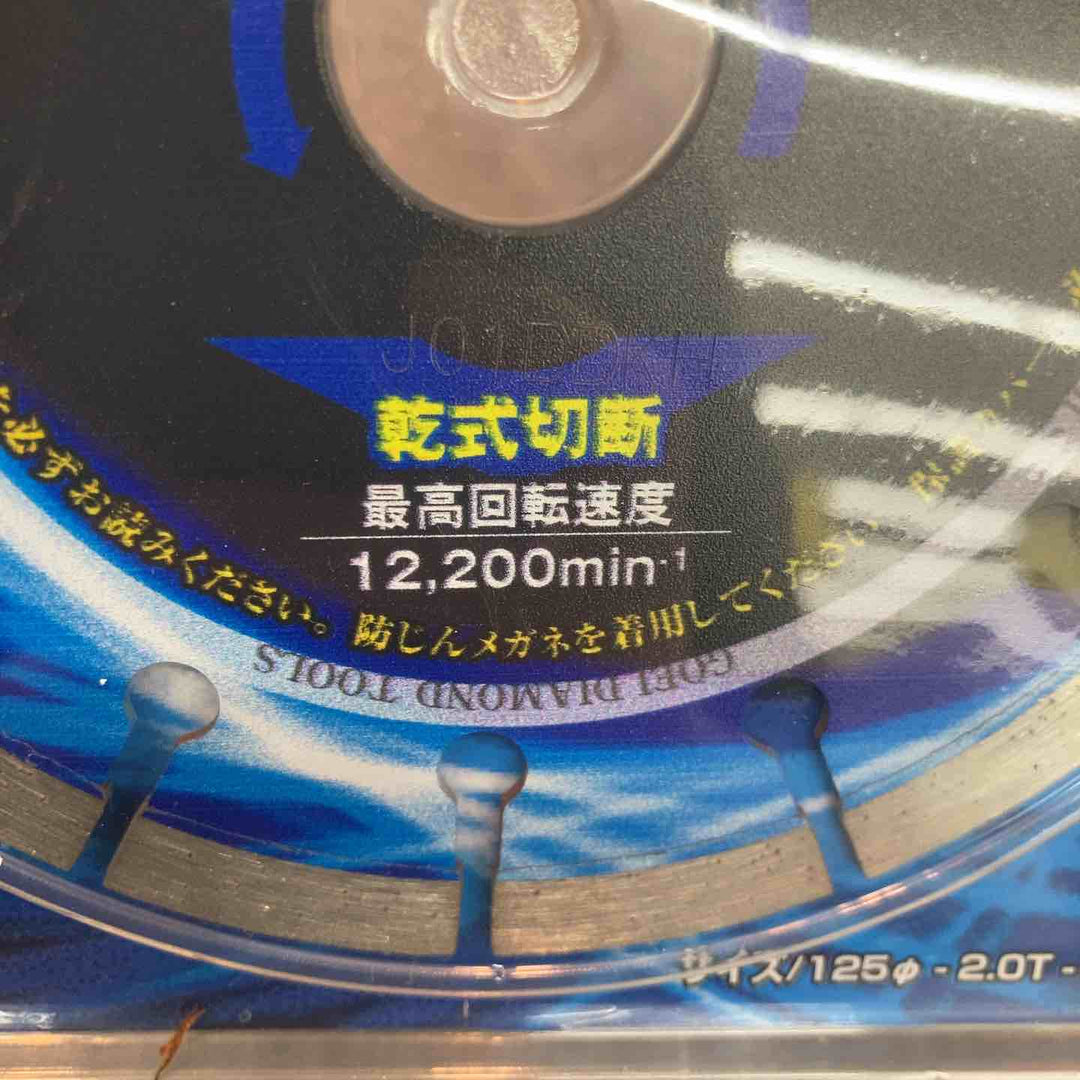 乾式切断
最高回転速度
12,200min-1
必ずお読みください。防じんメガネを着用してください
GOEI DIAMOND TOOLS
サイズ/125φ - 2.0T -